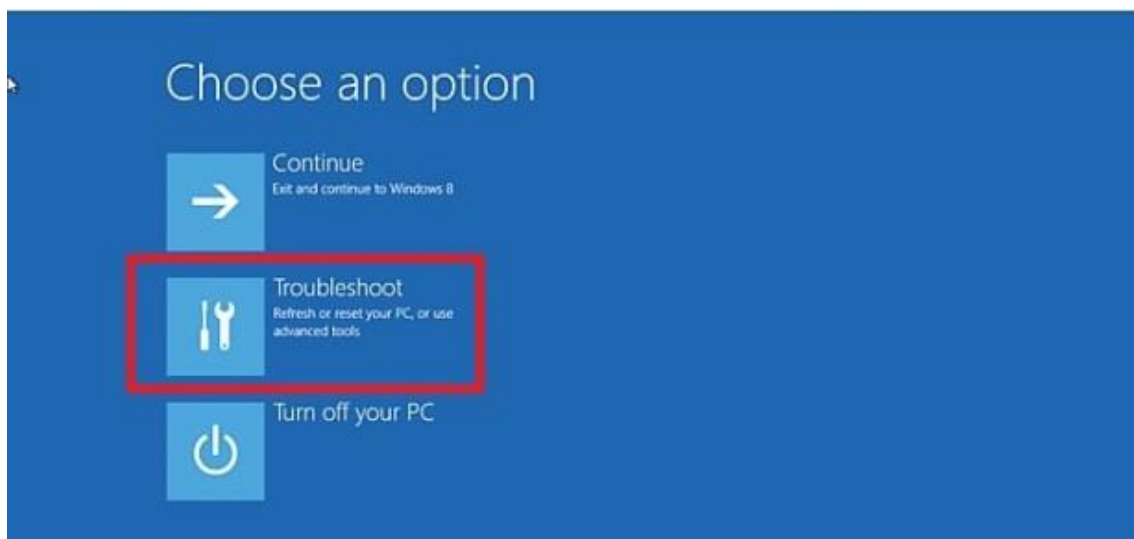 Choose an option
Continue
Exit and continue to Windows 8
Troubleshoot
Refresh or reset your PC, or use
advanced tools
Turn off your PC